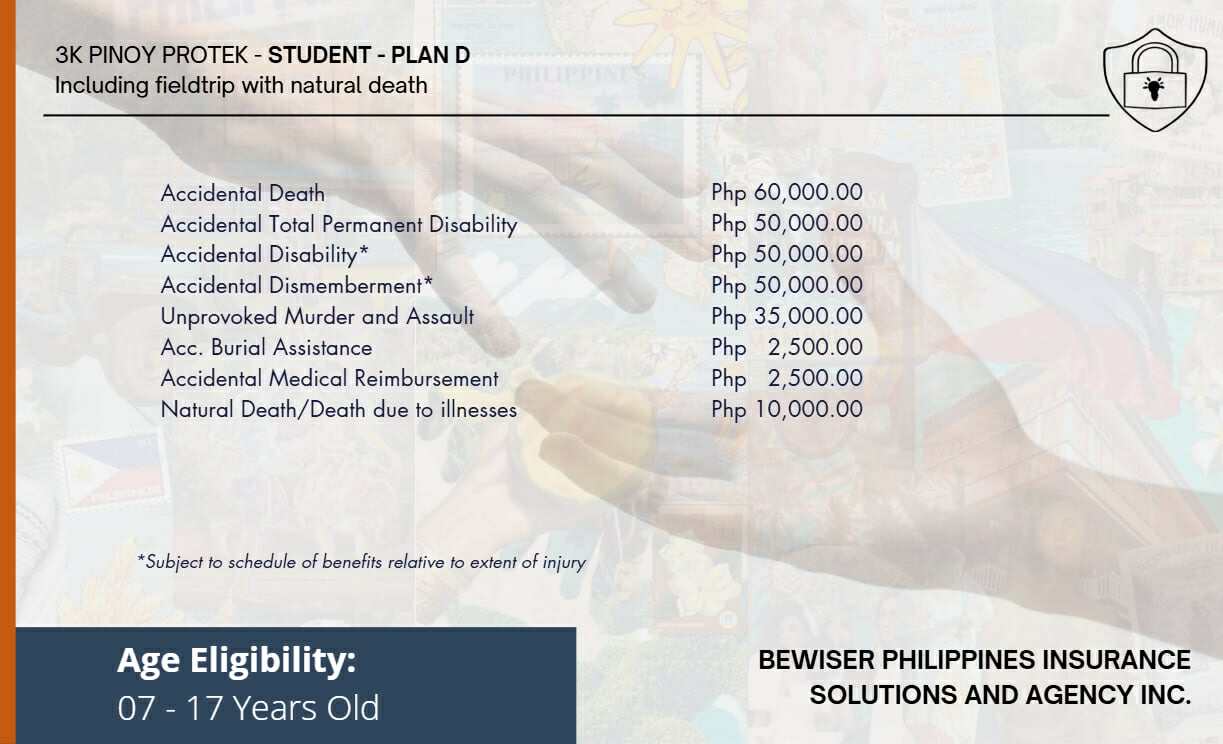 3K PINOY PROTEK - STUDENT - PLAN D
Including fieldtrip with natural death
PHILIPPINES
Accidental Death Php 60,000.00
Accidental Total Permanent Disability Php 50,000.00
Accidental Disability* Php 50,000.00
Accidental Dismemberment* Php 50,000.00
Unprovoked Murder and Assault Php 35,000.00
Acc. Burial Assistance Php 2,500.00
Accidental Medical Reimbursement Php 2,500.00
Natural Death/Death due to illnesses Php 10,000.00
*Subject to schedule of benefits relative to extent of injury
Age Eligibility:
07 - 17 Years Old
BEWISER PHILIPPINES INSURANCE
SOLUTIONS AND AGENCY INC.